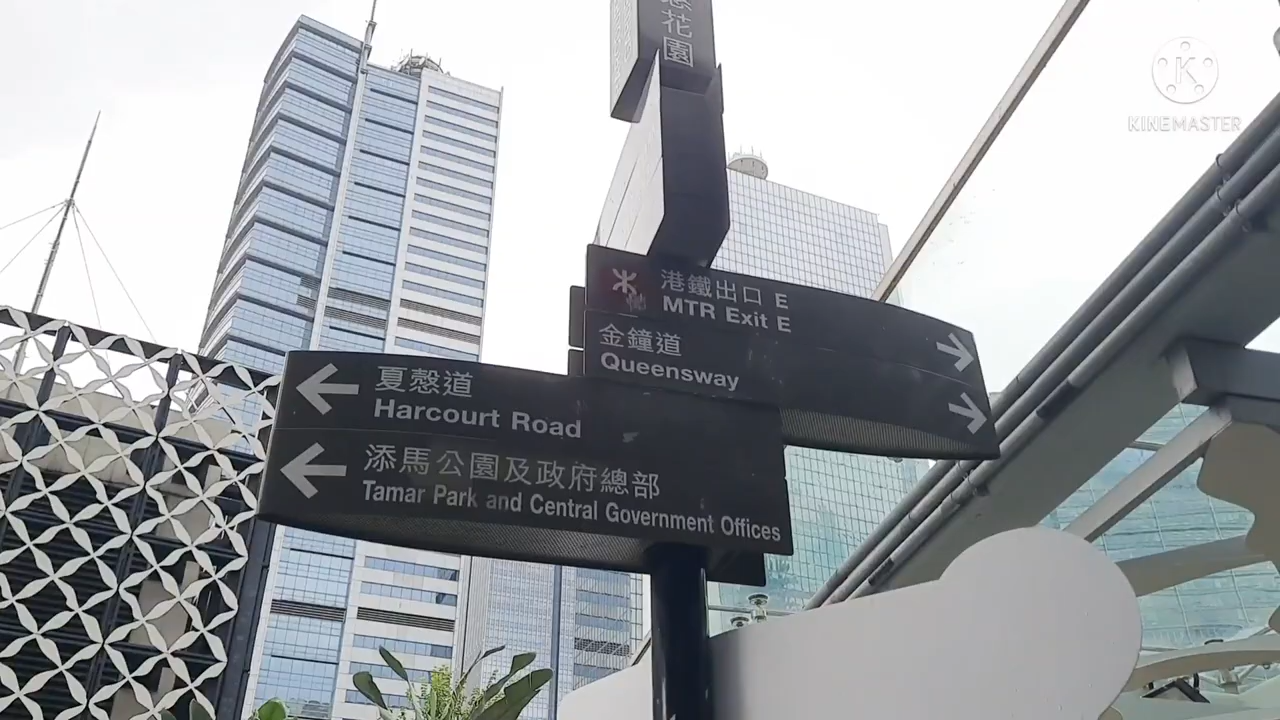 花園
港鐵出口 E
MTR Exit E
金鐘道
Queensway
夏慤道
Harcourt Road
添馬公園及政府總部
Tamar Park and Central Government Offices
K
KINEMASTER